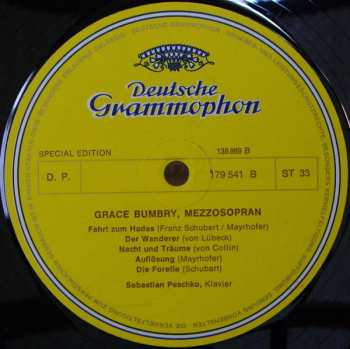 Deutsche
Grammophon
SPECIAL EDITION
138 989 B
D. P.
179 541 B
ST 33
GRACE BUMBRY, MEZZOSOPRAN
Fahrt zum Hades (Franz Schubert / Mayrhofer)
Der Wanderer (von Lübeck)
Nacht und Träume (von Collin)
Auflösung (Mayrhofer)
Die Forelle (Schubart)
Sebastian Peschko, Klavier